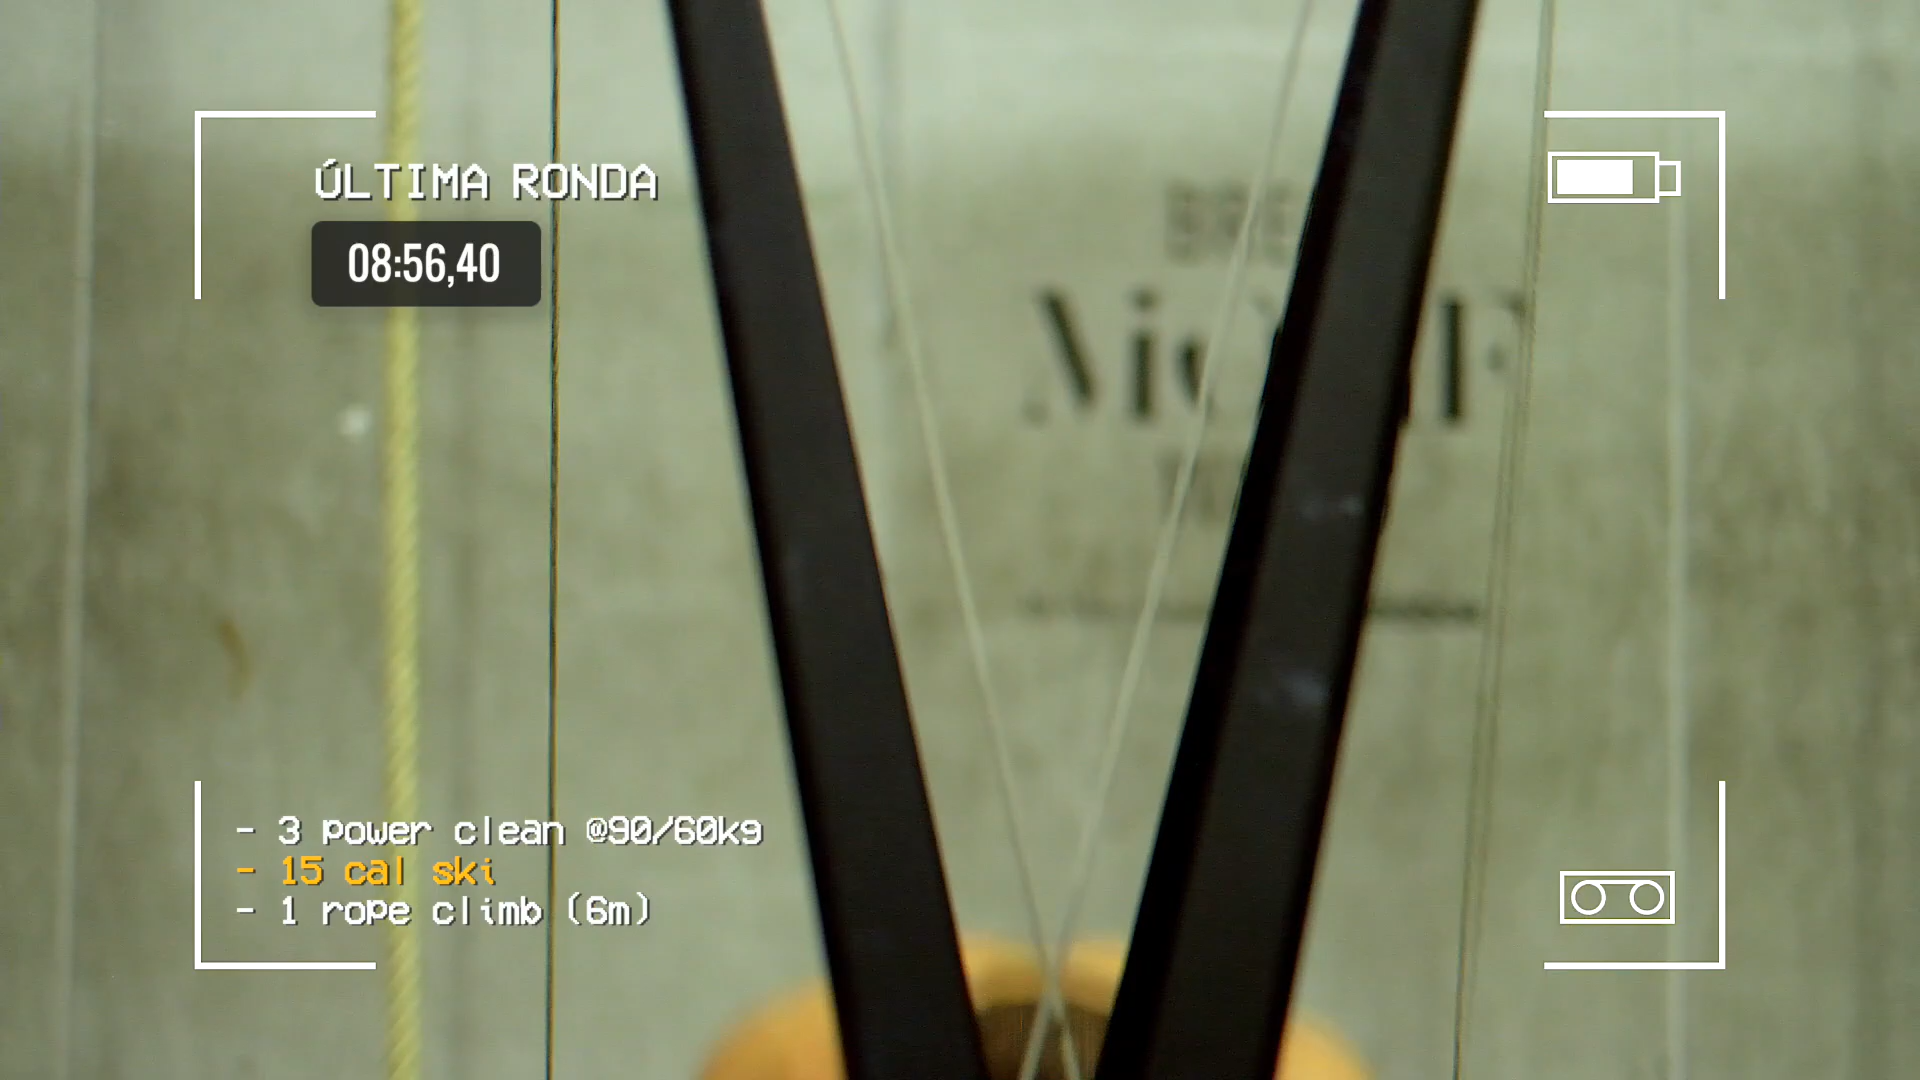 ÚLTIMA RONDA
08:56,40
- 3 power clean @90/60kg
- 15 cal ski
- 1 rope climb (6m)